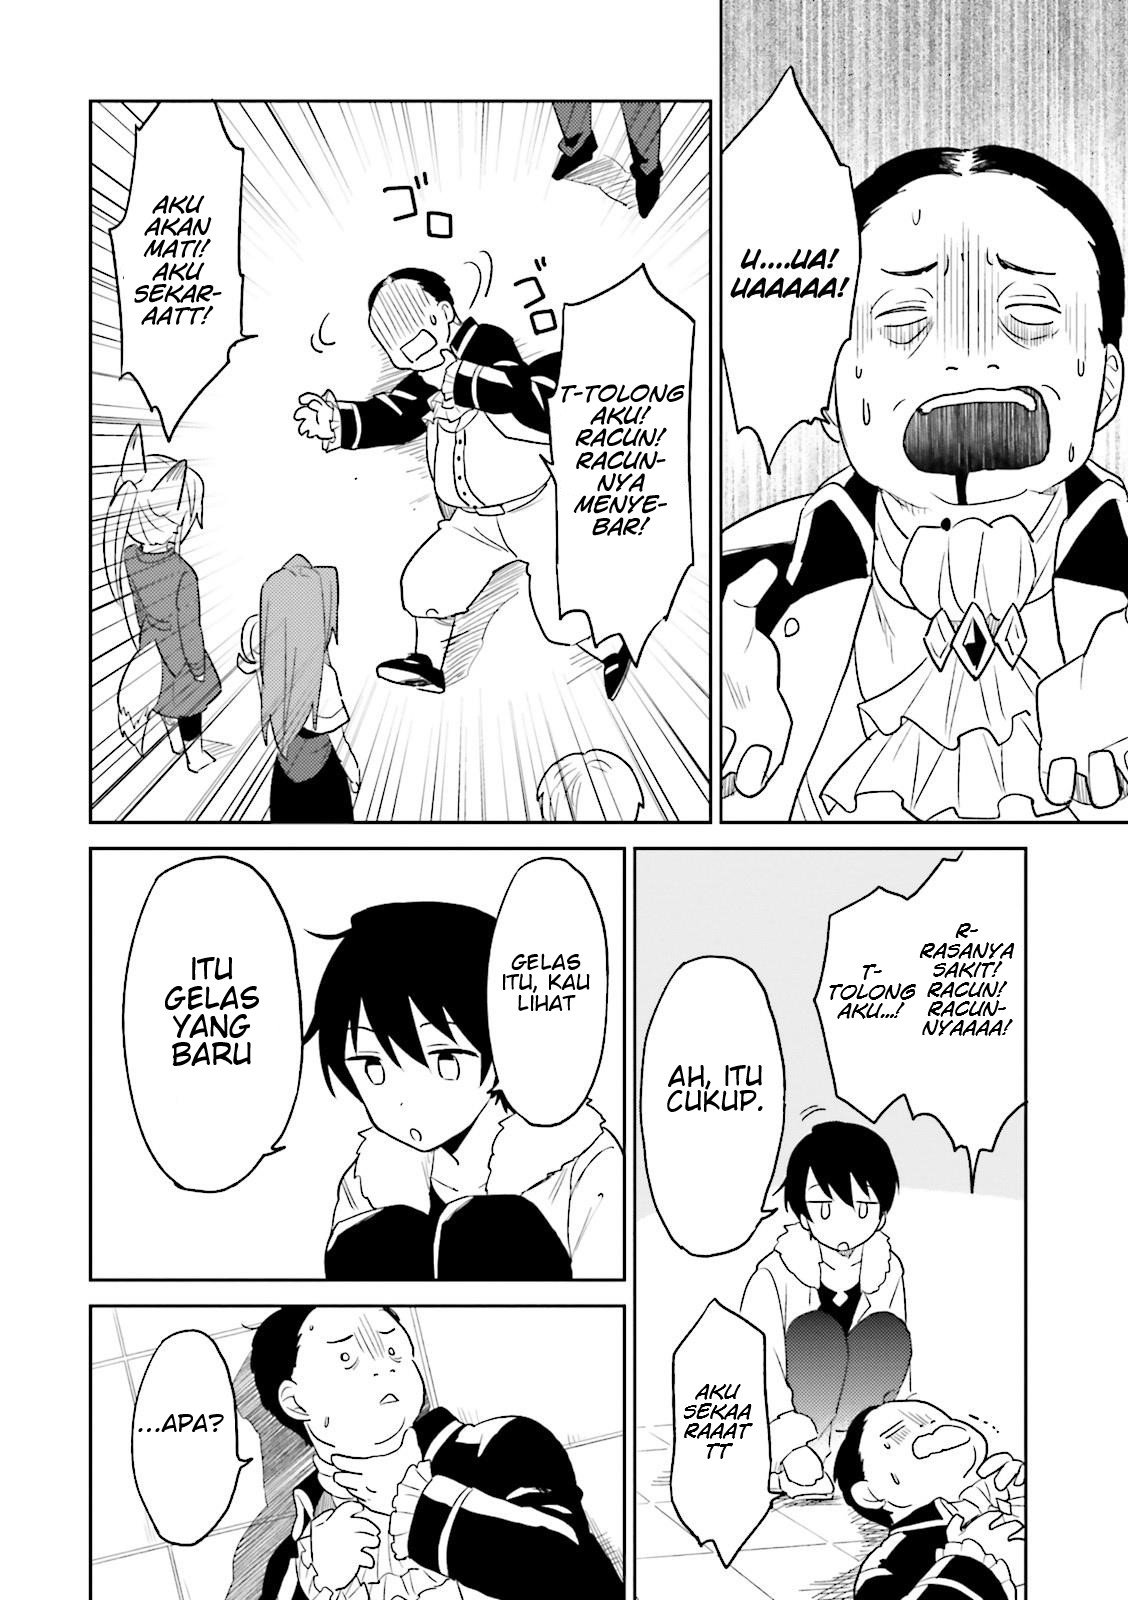 U....UA!
UAAAAA!
T-TOLONG
AKU!
RACUN!
RACUN-
NYA
MENYE-
BAR!
ゴロ
ゴロ
AKU
AKAN
MATI!
AKU
SEKAR-
AATT!
R-
RASANYA
SAKIT!
RACUN!
RACUN-
NYAAAA!
T-
TOLONG
AKU...!
AH, ITU
CUKUP.
AKU
SEKAA
RAAAT
TT
GELAS
ITU, KAU
LIHAT
ITU
GELAS
YANG
BARU
...APA?